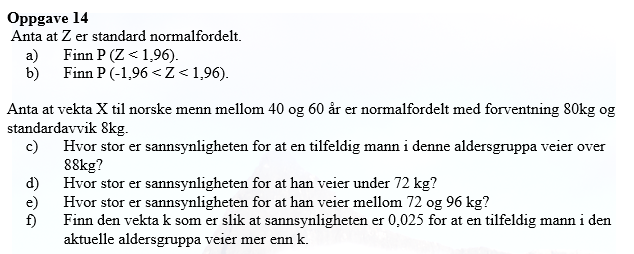 Oppgave 14
Anta at Z er standard normalfordelt.
a) Finn P (Z < 1,96).
b) Finn P (-1,96 < Z < 1,96).
Anta at vekta X til norske menn mellom 40 og 60 år er normalfordelt med forventning 80kg og
standardavvik 8kg.
c) Hvor stor er sannsynligheten for at en tilfeldig mann i denne aldersgruppa veier over
88kg?
d) Hvor stor er sannsynligheten for at han veier under 72 kg?
e) Hvor stor er sannsynligheten for at han veier mellom 72 og 96 kg?
f) Finn den vekta k som er slik at sannsynligheten er 0,025 for at en tilfeldig mann i den
aktuelle aldersgruppa veier mer enn k.